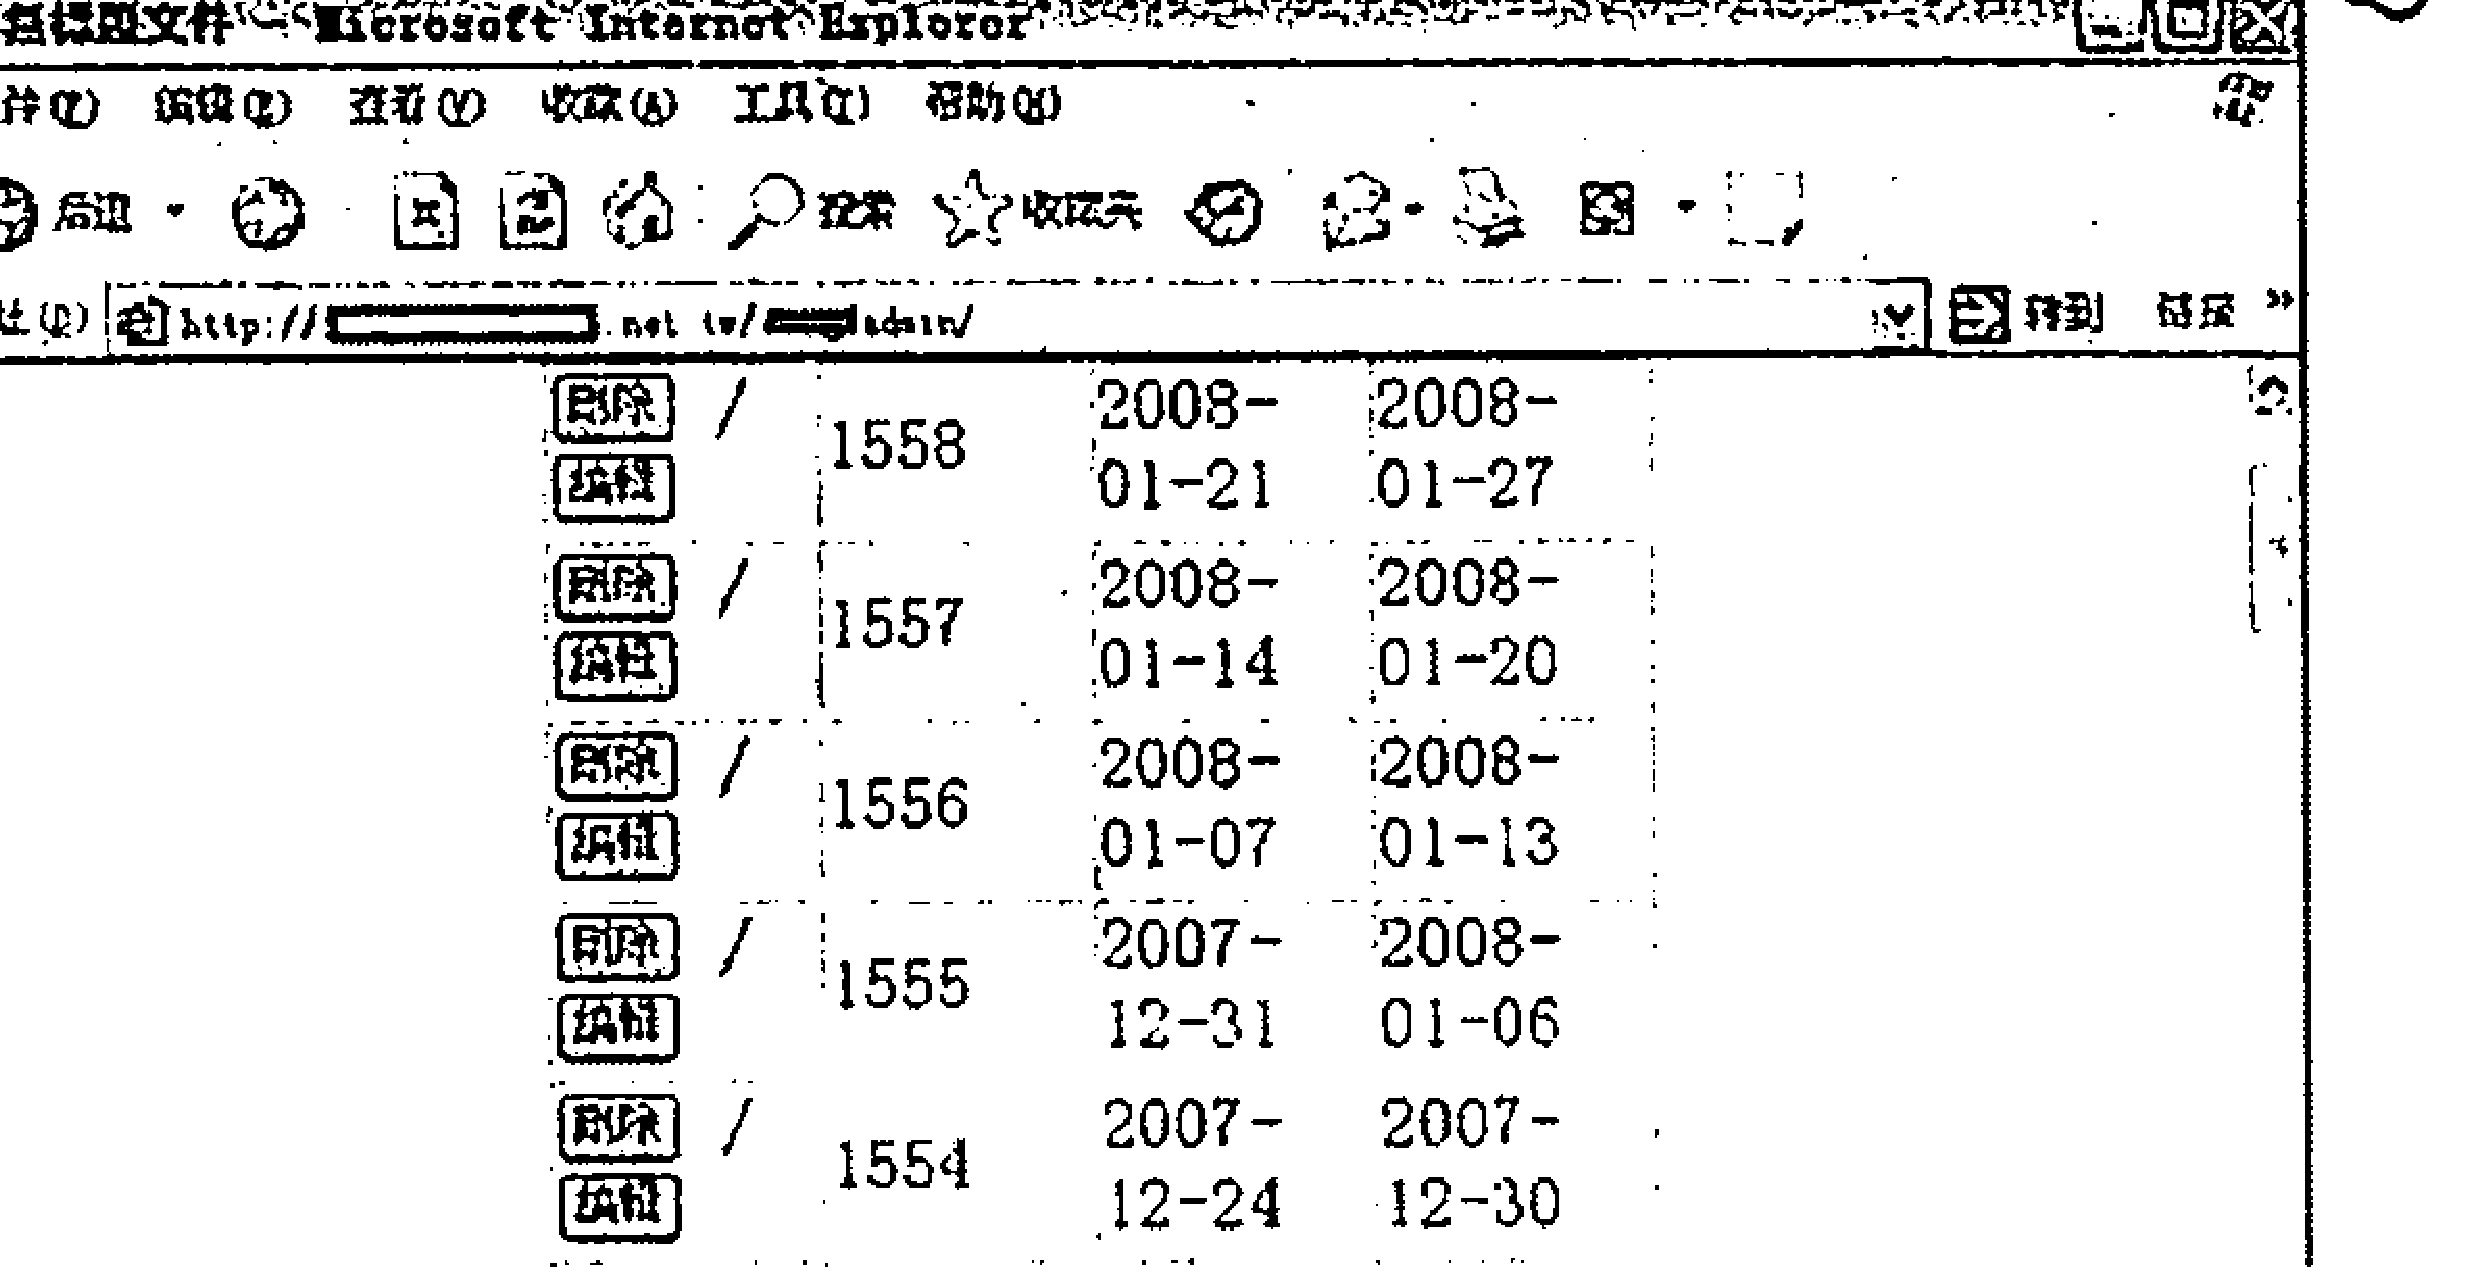 无标题文件 - Microsoft Internet Explorer
件(F) 编辑(E) 查看(V) 收藏(A) 工具(T) 帮助(H)
后退 搜索 收藏夹
址(D) http:// .net.tw/ admin/ 转到 链接 »
删除 / 编辑 1558 2008-01-21 2008-01-27
删除 / 编辑 1557 2008-01-14 2008-01-20
删除 / 编辑 1556 2008-01-07 2008-01-13
删除 / 编辑 1555 2007-12-31 2008-01-06
删除 / 编辑 1554 2007-12-24 2007-12-30